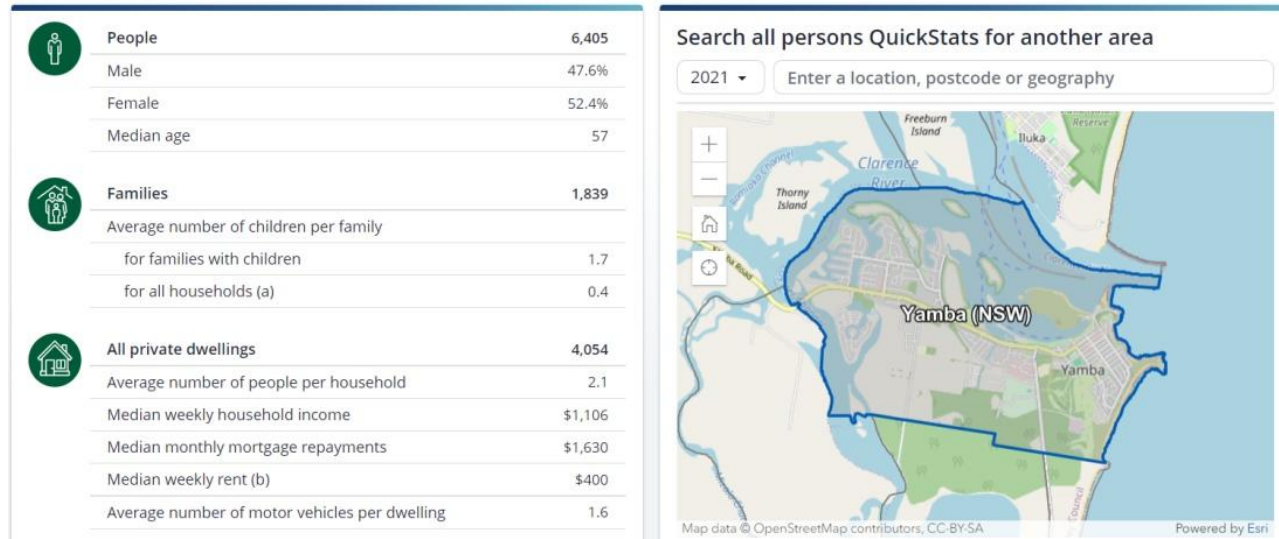 People 6,405
Male 47.6%
Female 52.4%
Median age 57
Families 1,839
Average number of children per family
for families with children 1.7
for all households (a) 0.4
All private dwellings 4,054
Average number of people per household 2.1
Median weekly household income $1,106
Median monthly mortgage repayments $1,630
Median weekly rent (b) $400
Average number of motor vehicles per dwelling 1.6
Search all persons QuickStats for another area
2021 Enter a location, postcode or geography
Freeburn
Island
Iluka
Reserve
Clarence
River
Thorny
Island
Yamba (NSW)
Yamba
Council
Map data © OpenStreetMap contributors, CC-BY-SA Powered by Esri